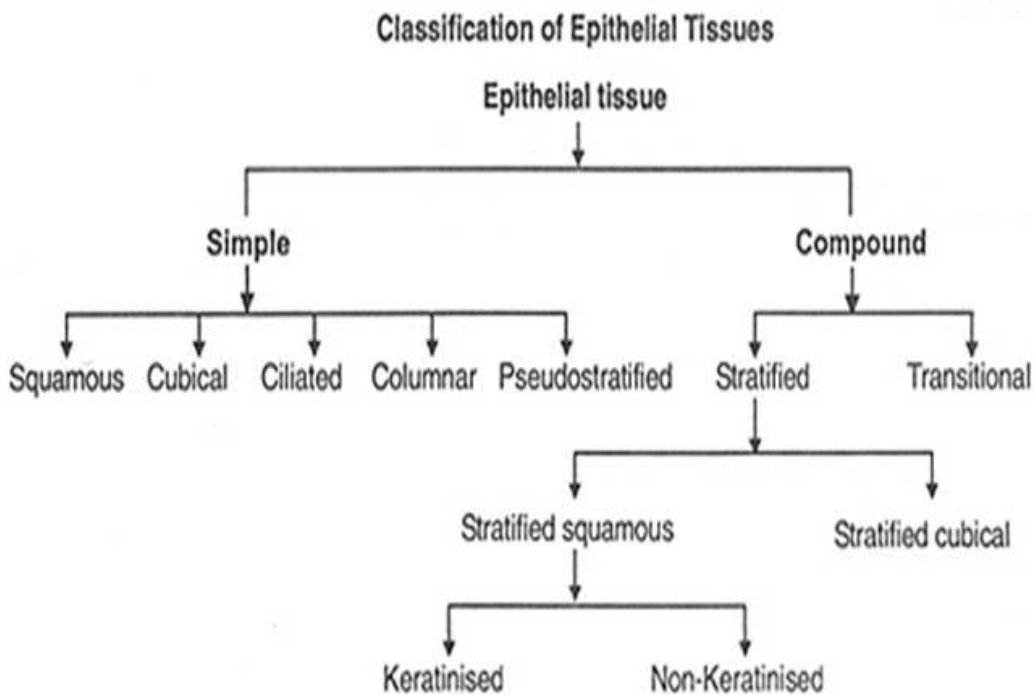 Classification of Epithelial Tissues
Epithelial tissue
Simple
Compound
Squamous Cubical Ciliated Columnar Pseudostratified Stratified Transitional
Stratified squamous
Stratified cubical
Keratinised
Non-Keratinised